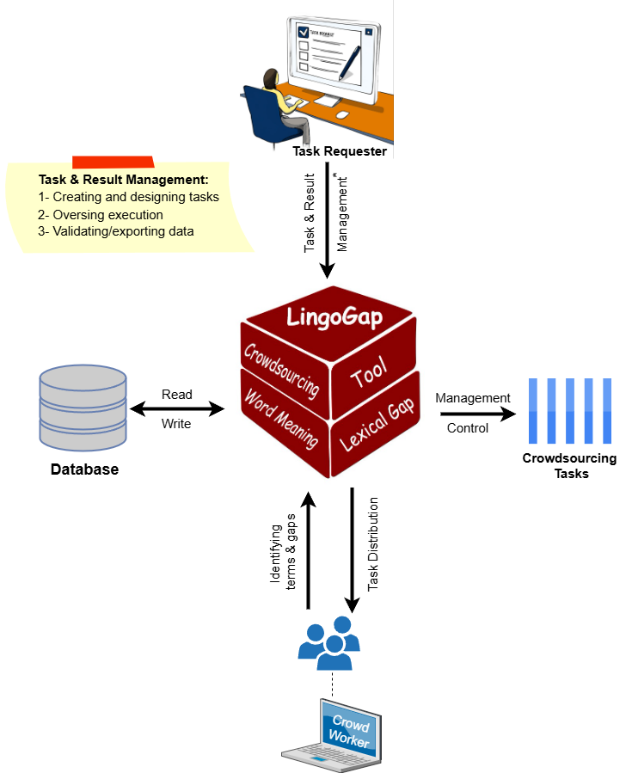 Task Requester
Task & Result Management:
1- Creating and designing tasks
2- Oversing execution
3- Validating/exporting data
Task & Result
Management*
LingoGap
Crowdsourcing
Tool
Word Meaning
Lexical Gap
Read
Write
Database
Management
Control
Crowdsourcing
Tasks
Identifying
terms & gaps
Task Distribution
Crowd
Worker